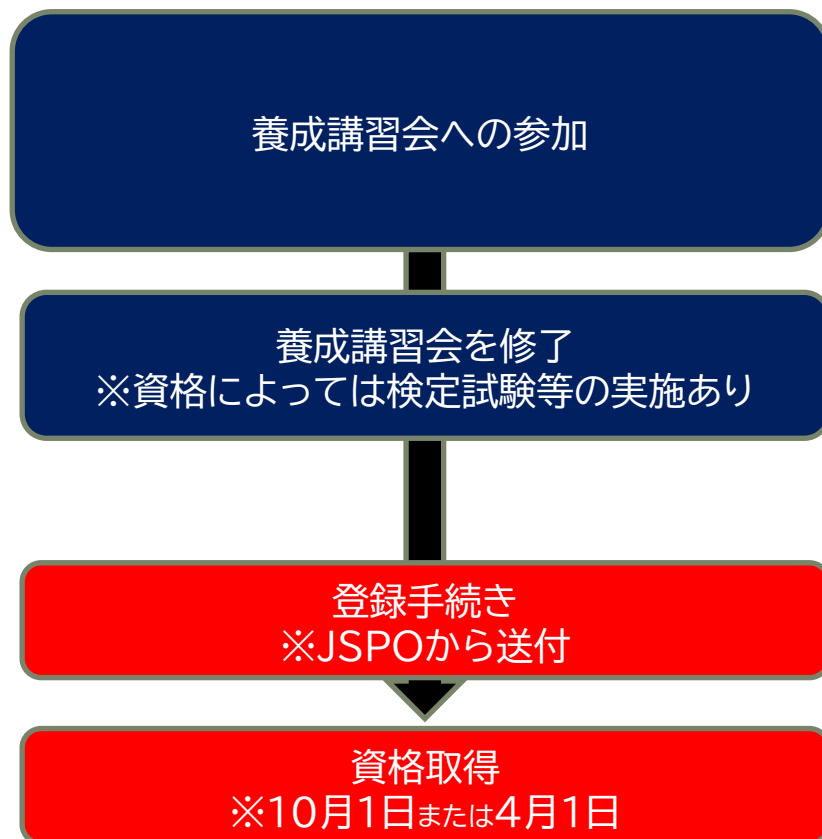 養成講習会への参加
養成講習会を修了
※資格によっては検定試験等の実施あり
登録手続き
※JSPOから送付
資格取得
※10月1日または4月1日